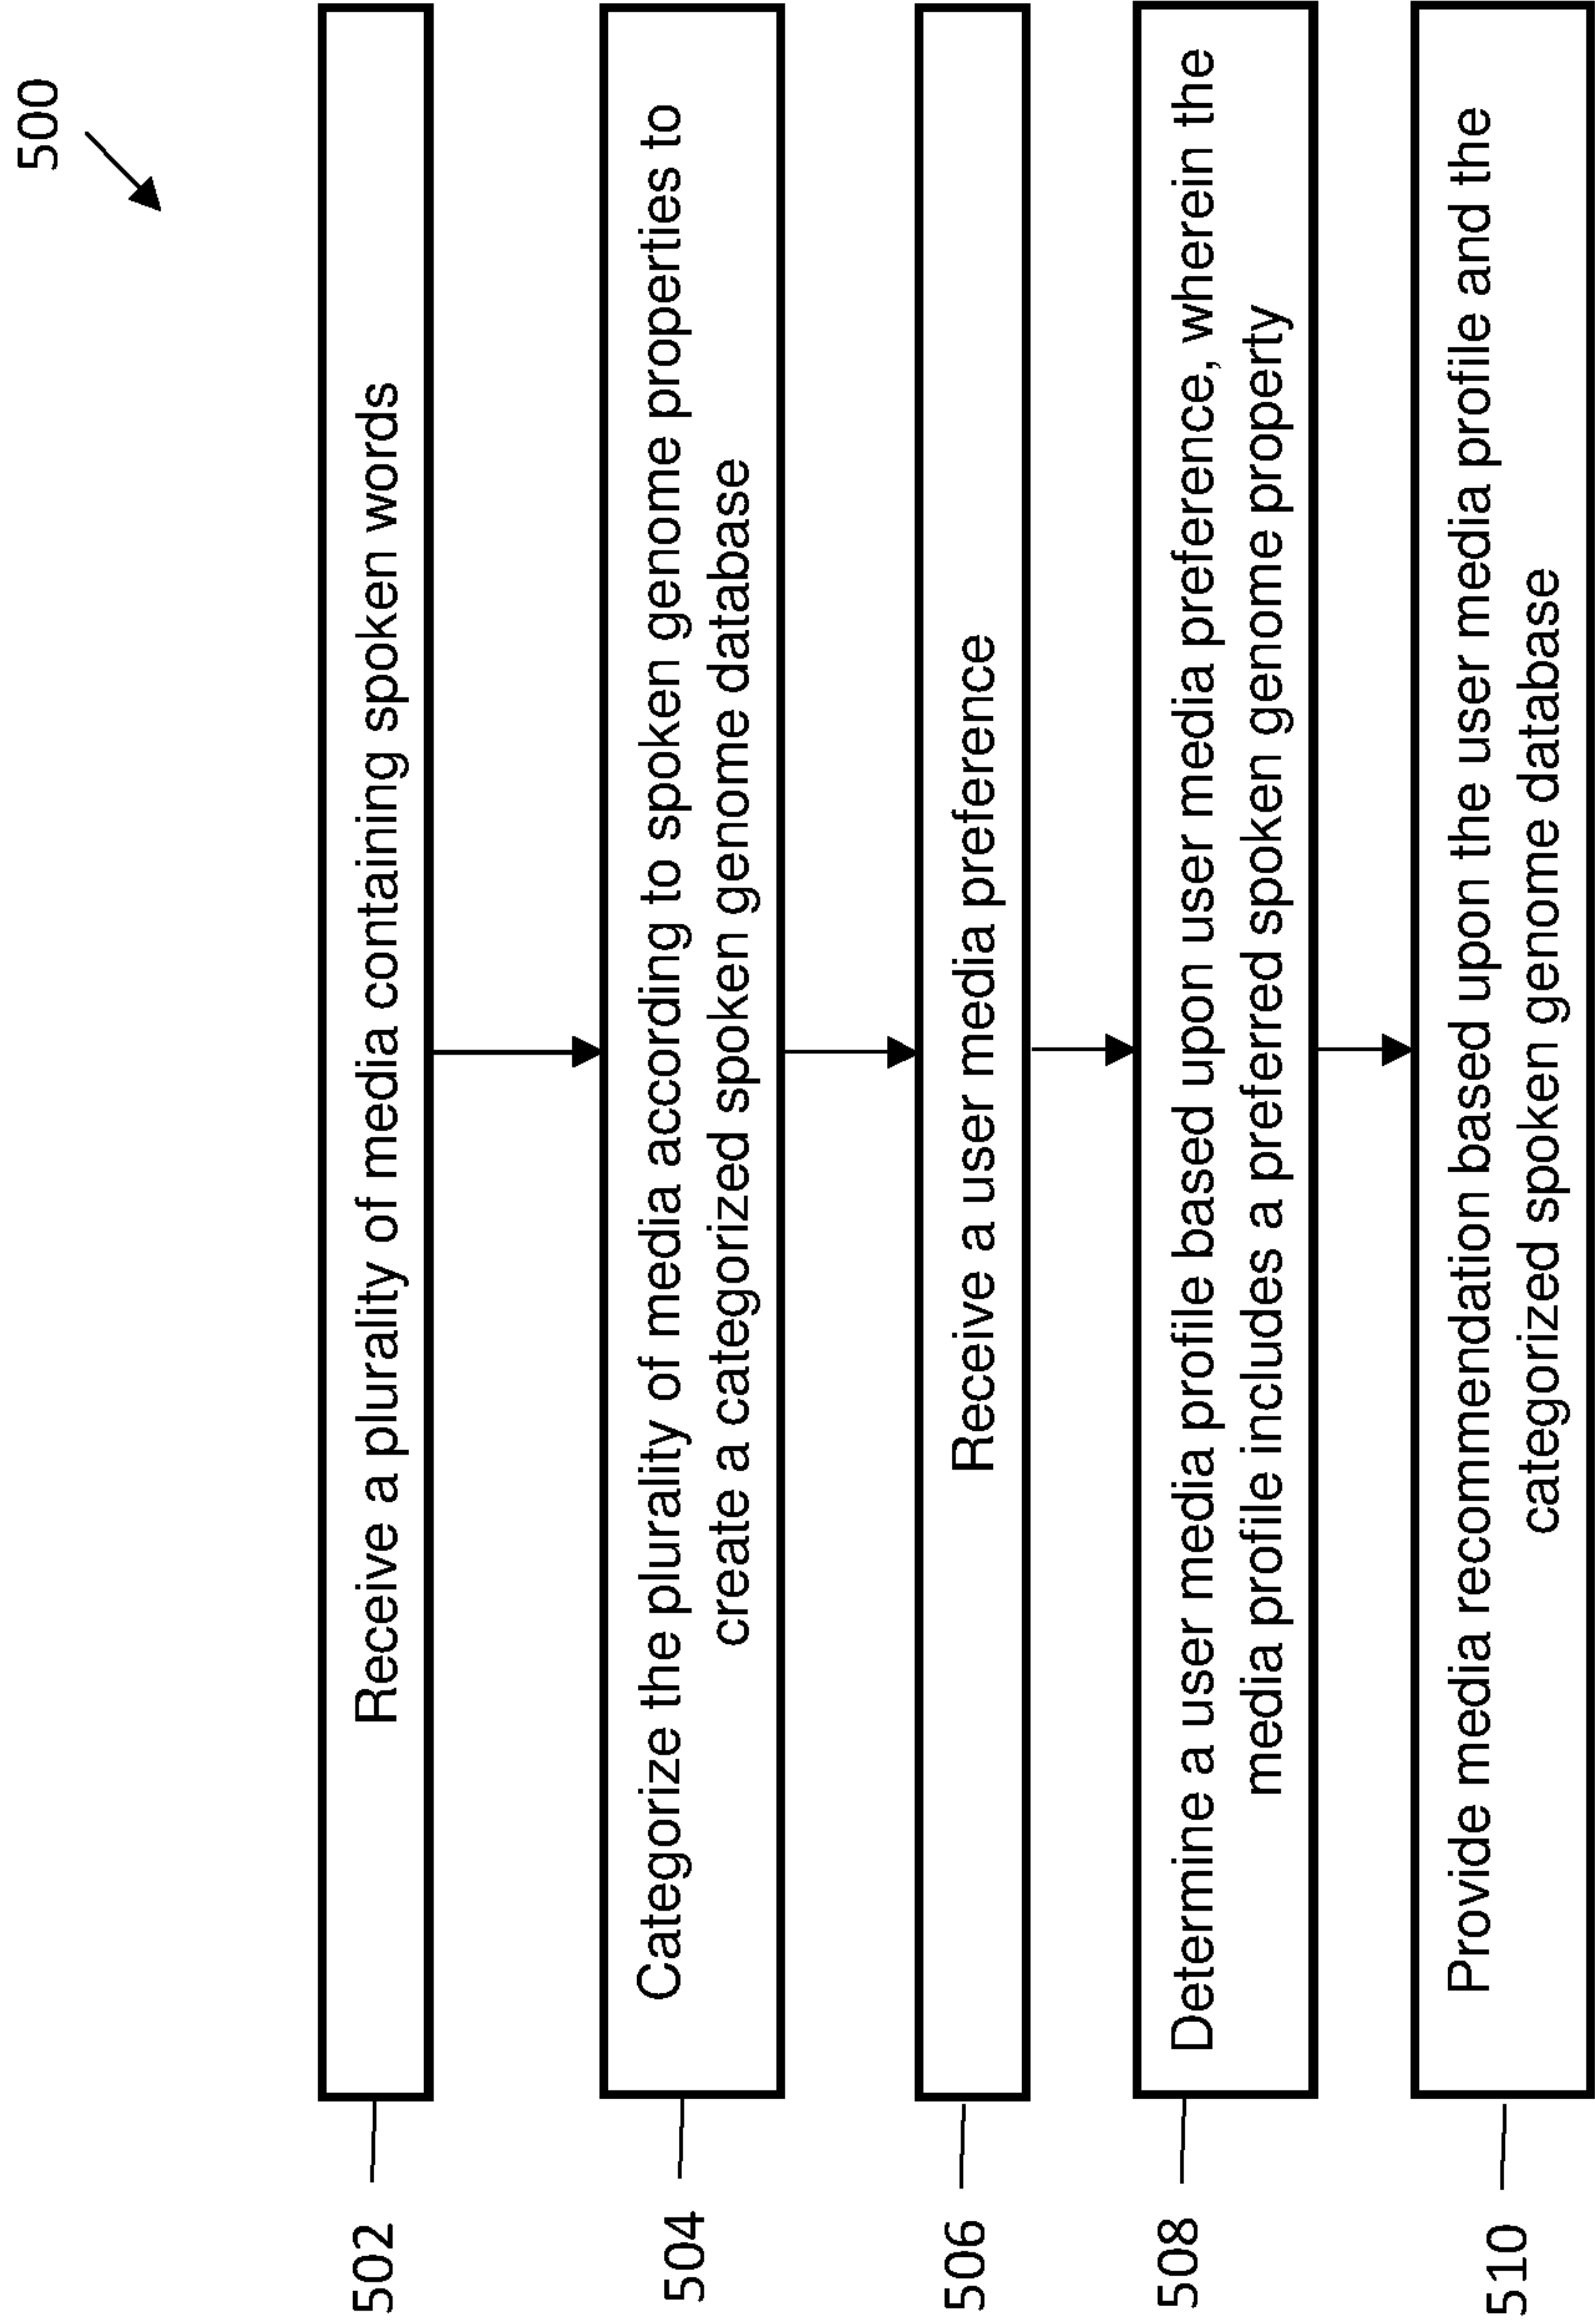 500
502
Receive a plurality of media containing spoken words
504
Categorize the plurality of media according to spoken genome properties to
create a categorized spoken genome database
506
Receive a user media preference
508
Determine a user media profile based upon user media preference, wherein the
media profile includes a preferred spoken genome property
510
Provide media recommendation based upon the user media profile and the
categorized spoken genome database